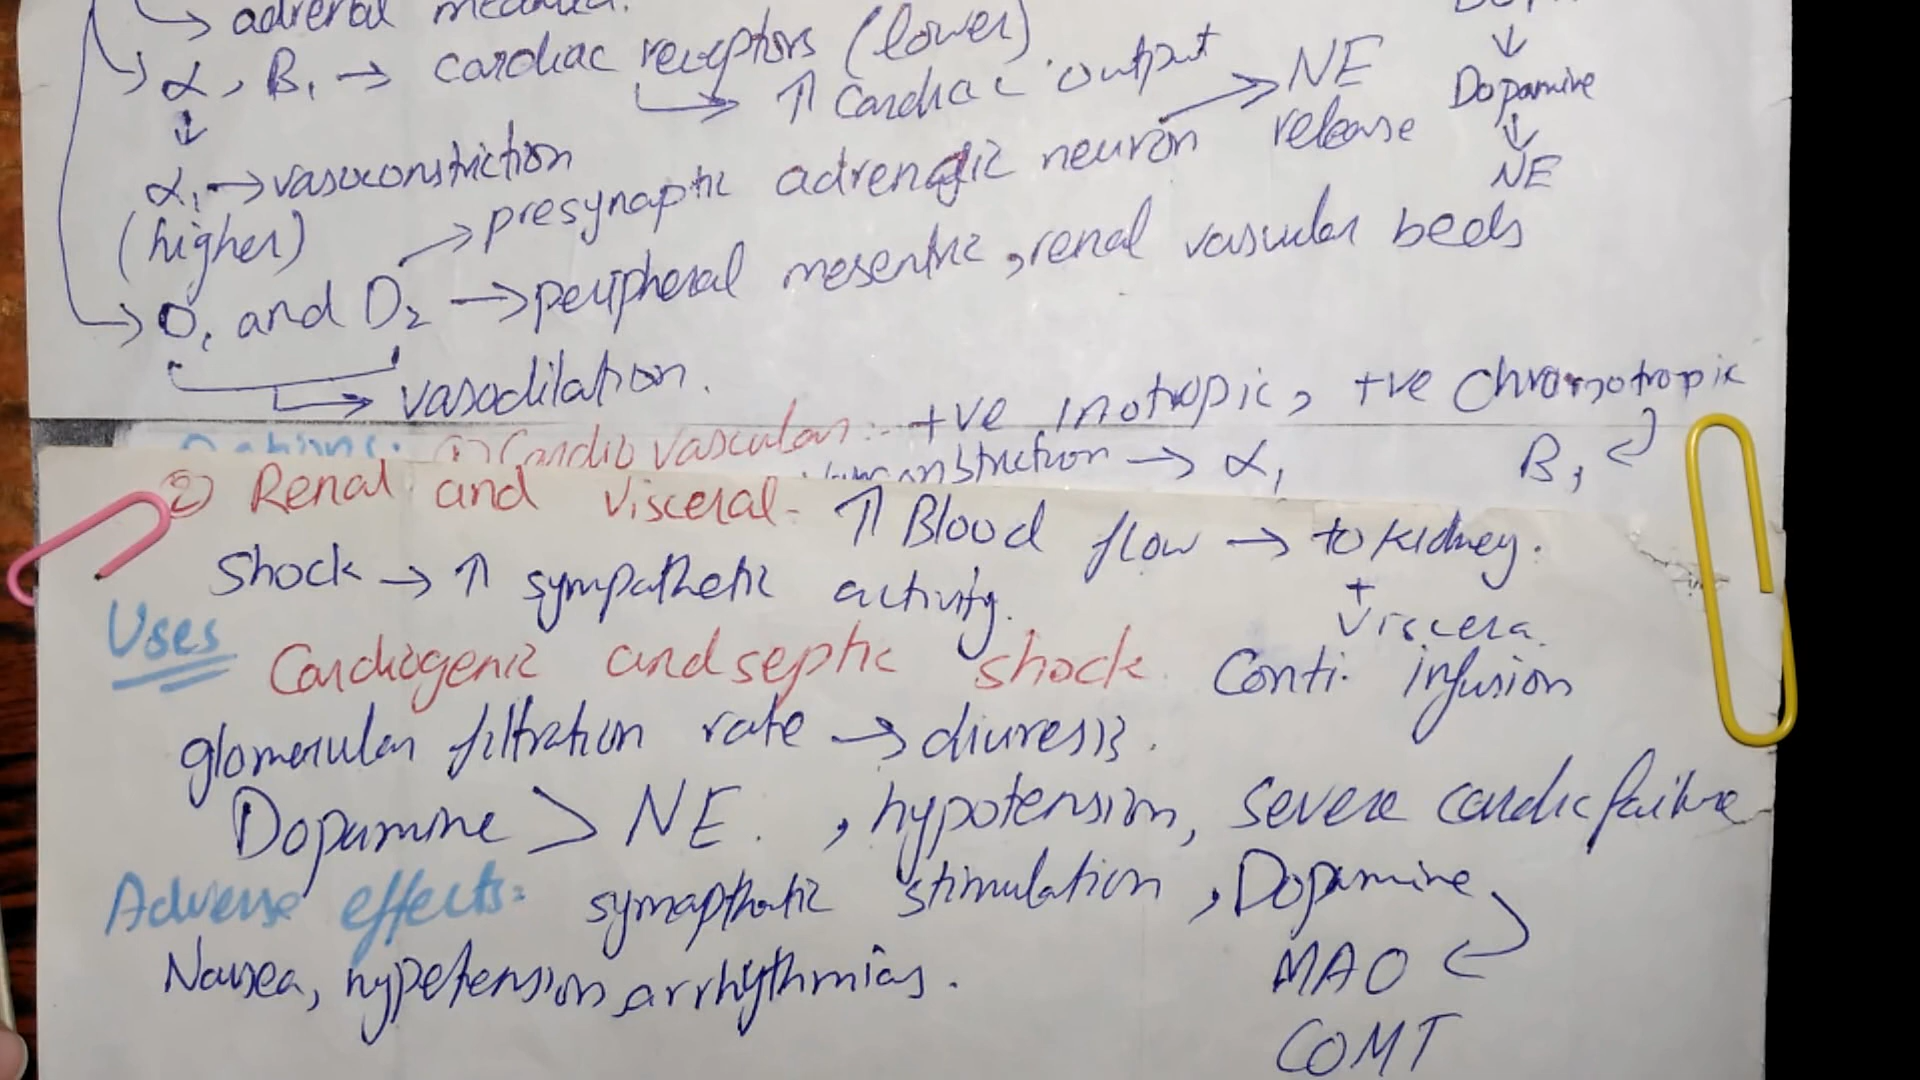 ↳ adrenal
α, B₁ → cardiac receptors (lower)
↳ ↑ Cardiac output
↓
α₁ → vasoconstriction
(higher)
presynaptic adrenergic neuron → NE release
Dopamine
↓
NE
D₁ and D₂ → peripheral mesentric, renal vascular beds
→ vasodilation.
① Cardiovascular:- +ve inotropic, +ve Chronotropic
→ α₁ B₁
② Renal and visceral- ↑ Blood flow → to kidney.
+
viscera.
shock → ↑ sympathetic activity.
Uses
Cardiogenic and septic shock. Conti. infusion
glomerular filtration rate → diuresis.
Dopamine > NE. , hypotension, severe cardic failure
Adverse effects: symapthatic stimulation, Dopamine
Nausea, hypetension, arrhythmias.
MAO
COMT